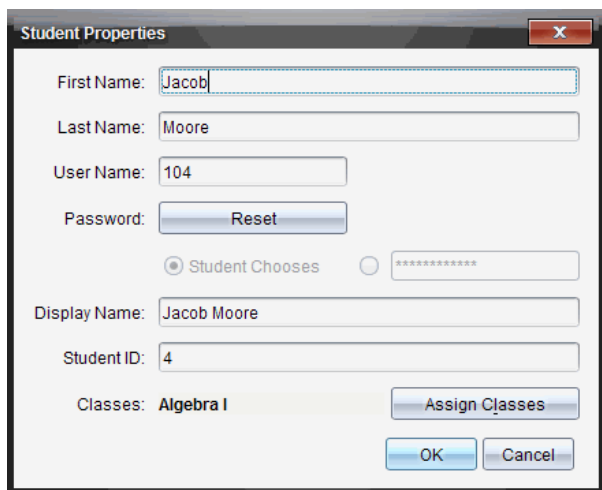 Student Properties
First Name: Jacob
Last Name: Moore
User Name: 104
Password: Reset
Student Chooses ************
Display Name: Jacob Moore
Student ID: 4
Classes: Algebra I Assign Classes
OK Cancel